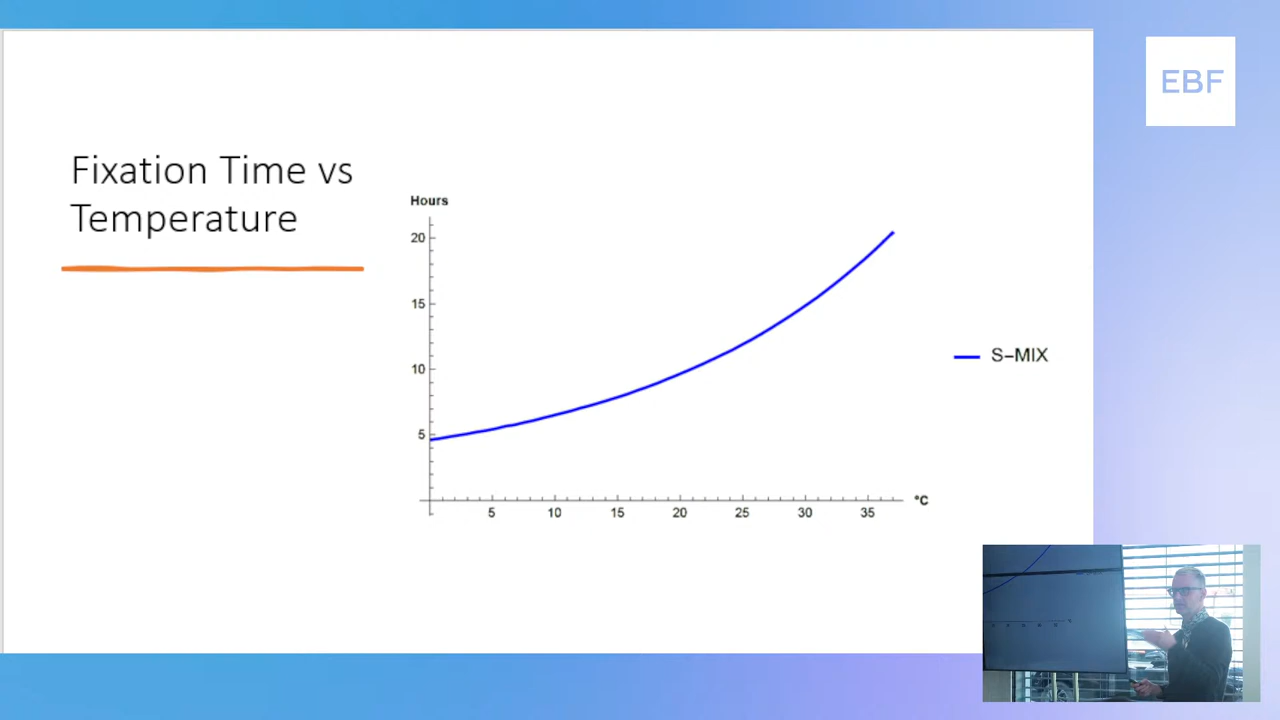 EBF
Fixation Time vs
Temperature
Hours
20
15
10
5
5 10 15 20 25 30 35
°C
S-MIX